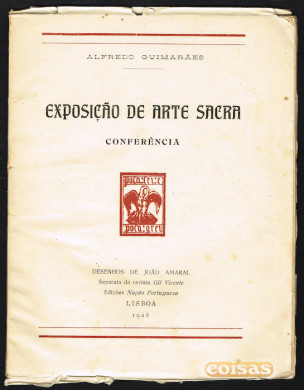 ALFREDO GUIMARÃES
EXPOSIÇÃO DE ARTE SACRA
CONFERÊNCIA
DESENHOS DE JOÃO AMARAL
Separata da revista Gil Vicente
Edições Nação Portuguesa
LISBOA
1928
coisas